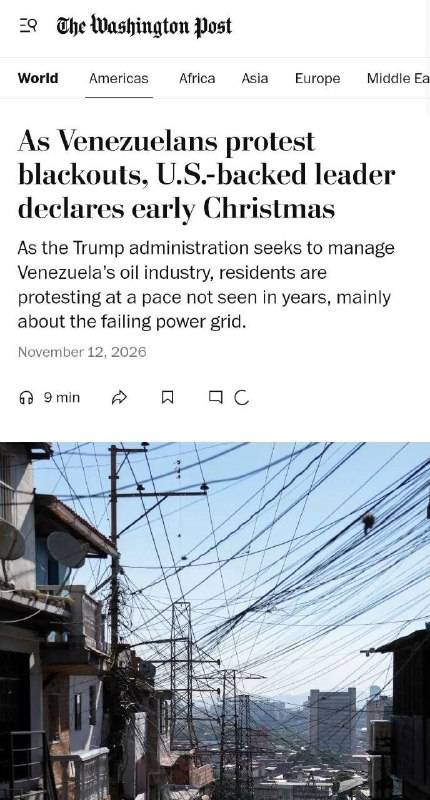 The Washington Post
World Americas Africa Asia Europe Middle Ea
As Venezuelans protest
blackouts, U.S.-backed leader
declares early Christmas
As the Trump administration seeks to manage
Venezuela’s oil industry, residents are
protesting at a pace not seen in years, mainly
about the failing power grid.
November 12, 2026
9 min